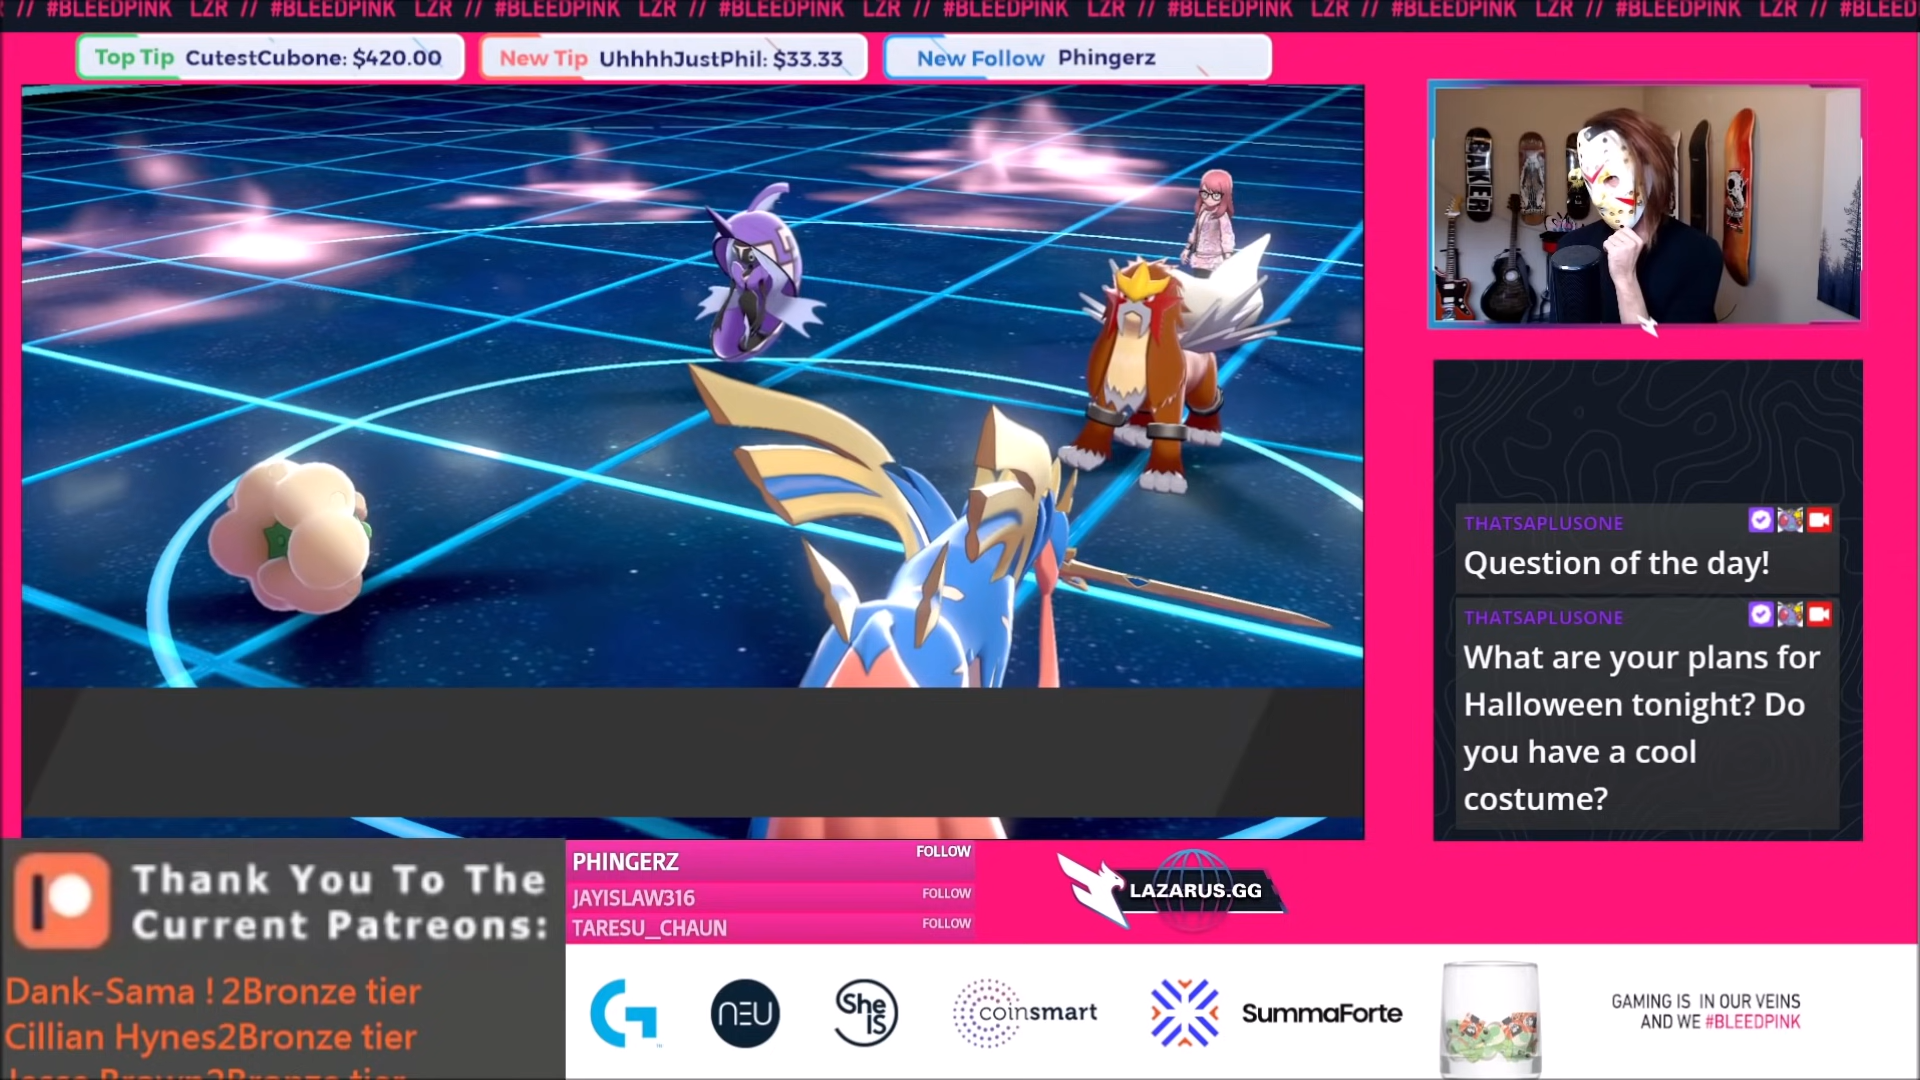 // #BLEEDPINK LZR // #BLEEDPINK LZR // #BLEEDPINK LZR // #BLEEDPINK LZR // #BLEEDPINK LZR // #BLEEDPINK LZR // #BLEEDPINK LZR // #BLEEDPINK LZR // #BLEED
Top Tip CutestCubone: $420.00
New Tip UhhhhJustPhil: $33.33
New Follow Phingerz
BAKER
THATSAPLUSONE
Question of the day!
THATSAPLUSONE
What are your plans for
Halloween tonight? Do
you have a cool
costume?
Thank You To The
Current Patreons:
Dank-Sama ! 2Bronze tier
Cillian Hynes2Bronze tier
PHINGERZ FOLLOW
JAYISLAW316 FOLLOW
TARESU_CHAUN FOLLOW
LAZARUS.GG
G
NEU
She
IS
coinsmart
SummaForte
GAMING IS IN OUR VEINS
AND WE #BLEEDPINK